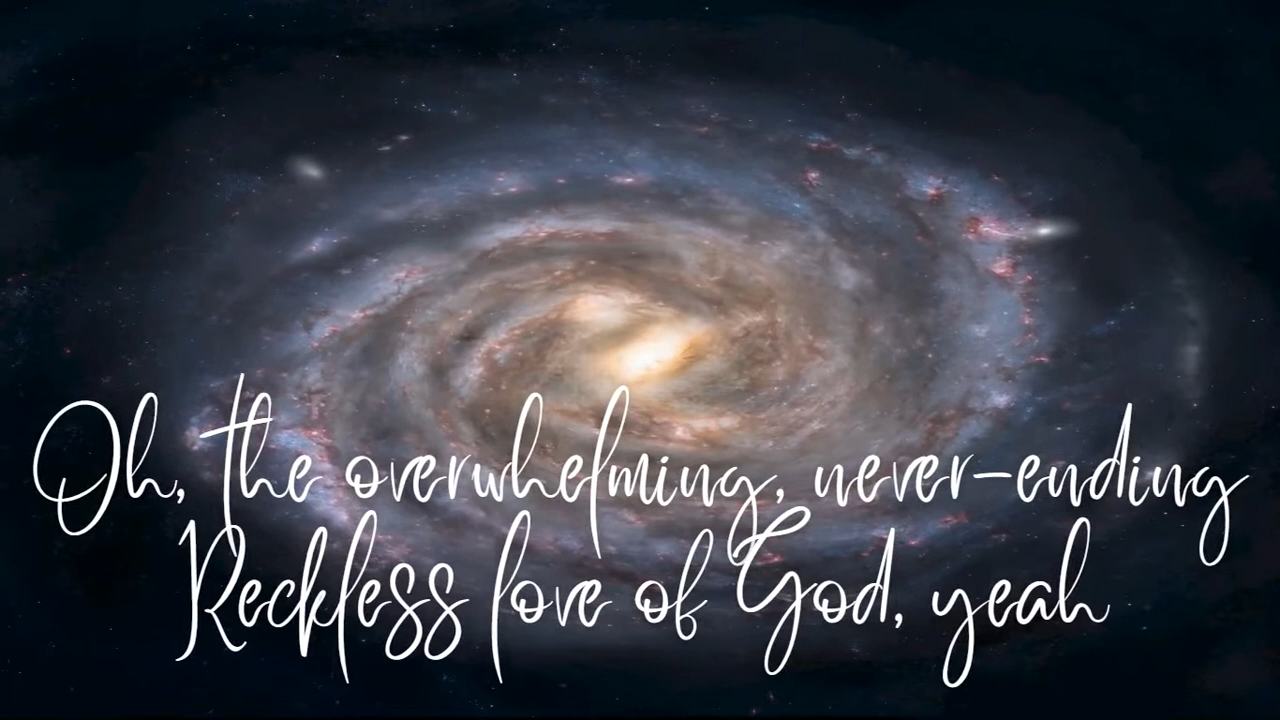 Oh, the overwhelming, never-ending
Reckless love of God, yeah